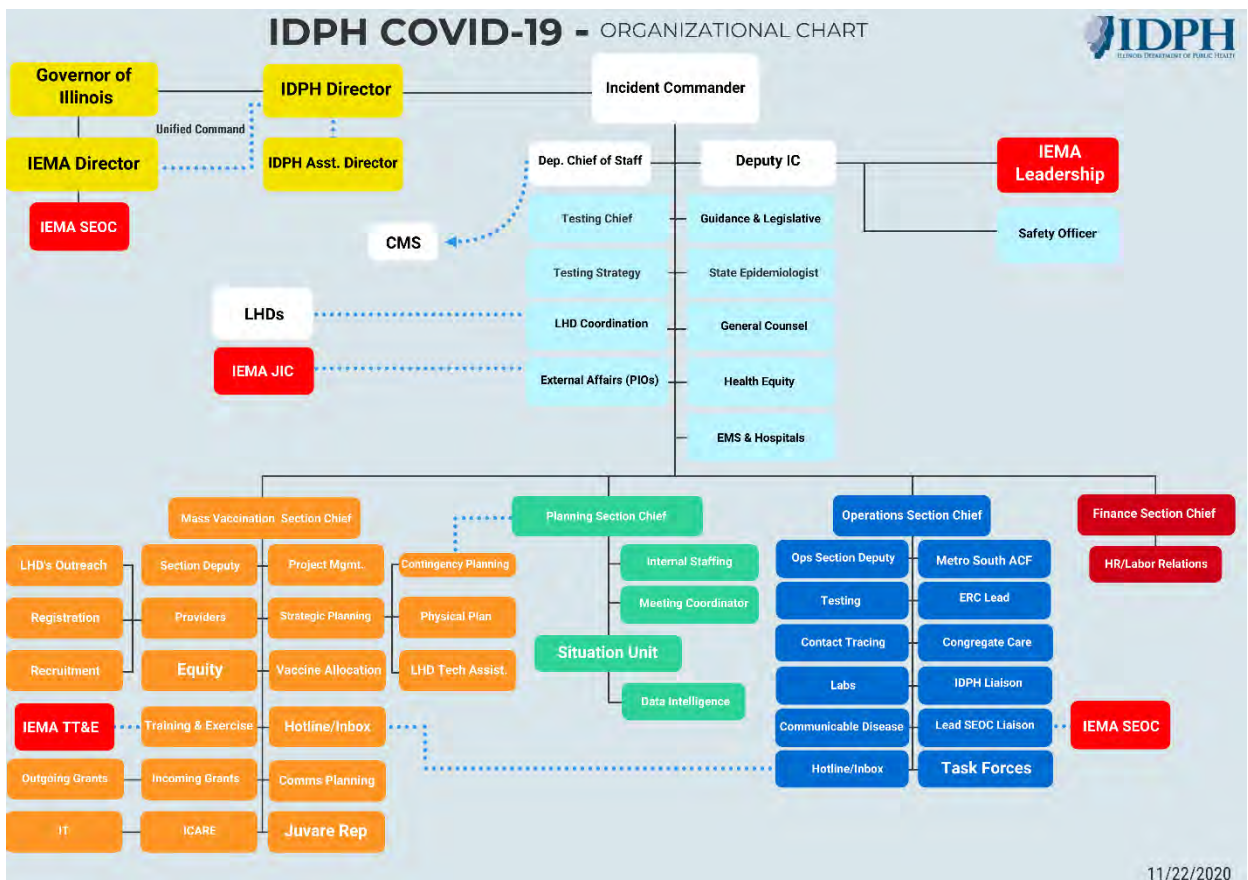 IDPH COVID-19 - ORGANIZATIONAL CHART
IDPH
ILLINOIS DEPARTMENT OF PUBLIC HEALTH
Governor of
Illinois
IDPH Director
Incident Commander
Unified Command
IEMA Director
IDPH Asst. Director
Dep. Chief of Staff
Deputy IC
IEMA
Leadership
IEMA SEOC
CMS
Testing Chief
Guidance & Legislative
Safety Officer
Testing Strategy
State Epidemiologist
LHDs
LHD Coordination
General Counsel
IEMA JIC
External Affairs (PIOs)
Health Equity
EMS & Hospitals
Mass Vaccination Section Chief
Planning Section Chief
Operations Section Chief
Finance Section Chief
LHD's Outreach
Section Deputy
Project Mgmt.
Contingency Planning
Internal Staffing
Ops Section Deputy
Metro South ACF
HR/Labor Relations
Registration
Providers
Strategic Planning
Physical Plan
Meeting Coordinator
Testing
ERC Lead
Recruitment
Equity
Vaccine Allocation
LHD Tech Assist.
Situation Unit
Contact Tracing
Congregate Care
Labs
IDPH Liaison
Data Intelligence
IEMA TT&E
Training & Exercise
Hotline/Inbox
Communicable Disease
Lead SEOC Liaison
IEMA SEOC
Outgoing Grants
Incoming Grants
Comms Planning
Hotline/Inbox
Task Forces
IT
ICARE
Juvare Rep
11/22/2020